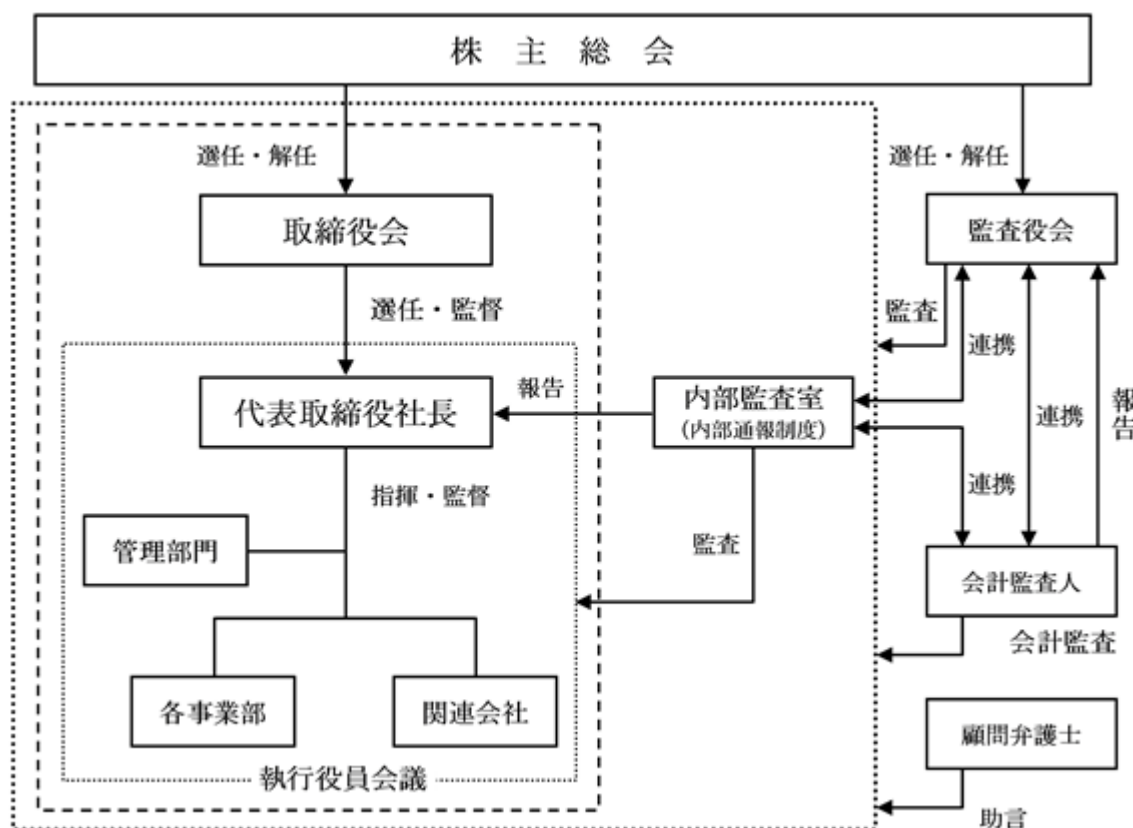 株主総会
選任・解任
選任・解任
取締役会
監査役会
選任・監督
監査
連携
報告
代表取締役社長
報告
内部監査室
(内部通報制度)
連携
指揮・監督
連携
監査
管理部門
会計監査人
会計監査
各事業部
関連会社
顧問弁護士
執行役員会議
助言